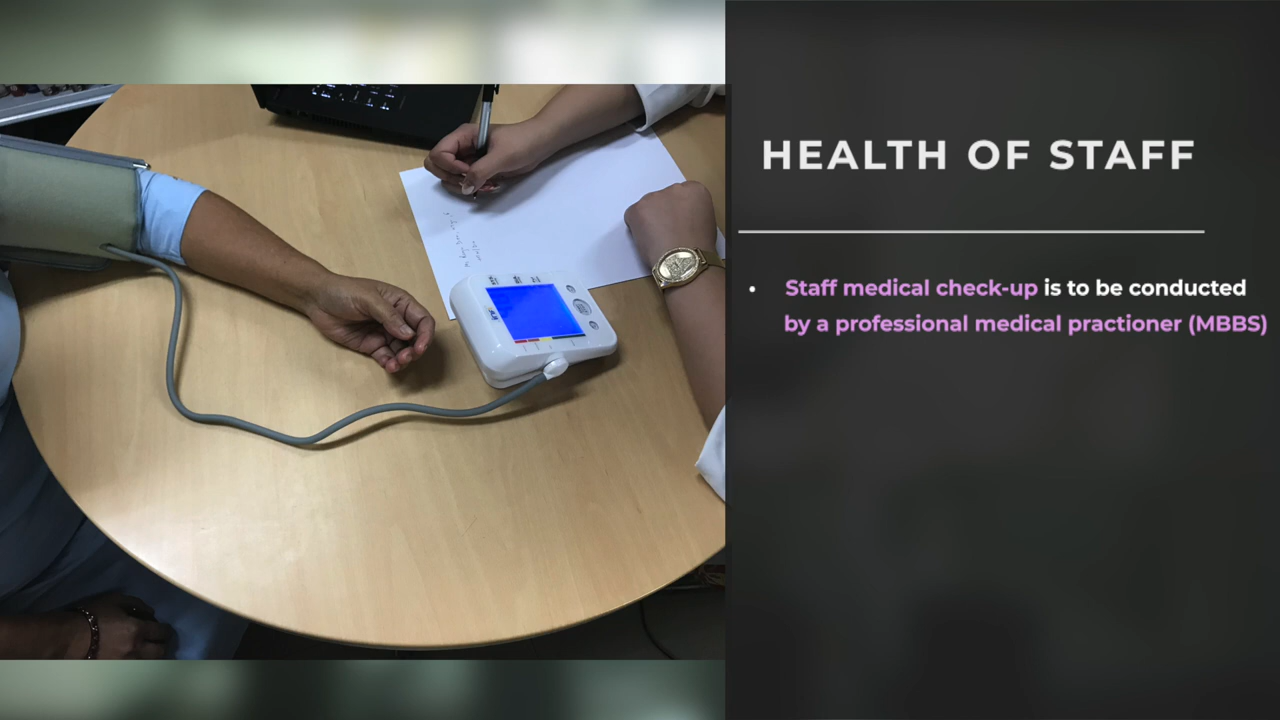 HEALTH OF STAFF
• Staff medical check-up is to be conducted
by a professional medical practioner (MBBS)